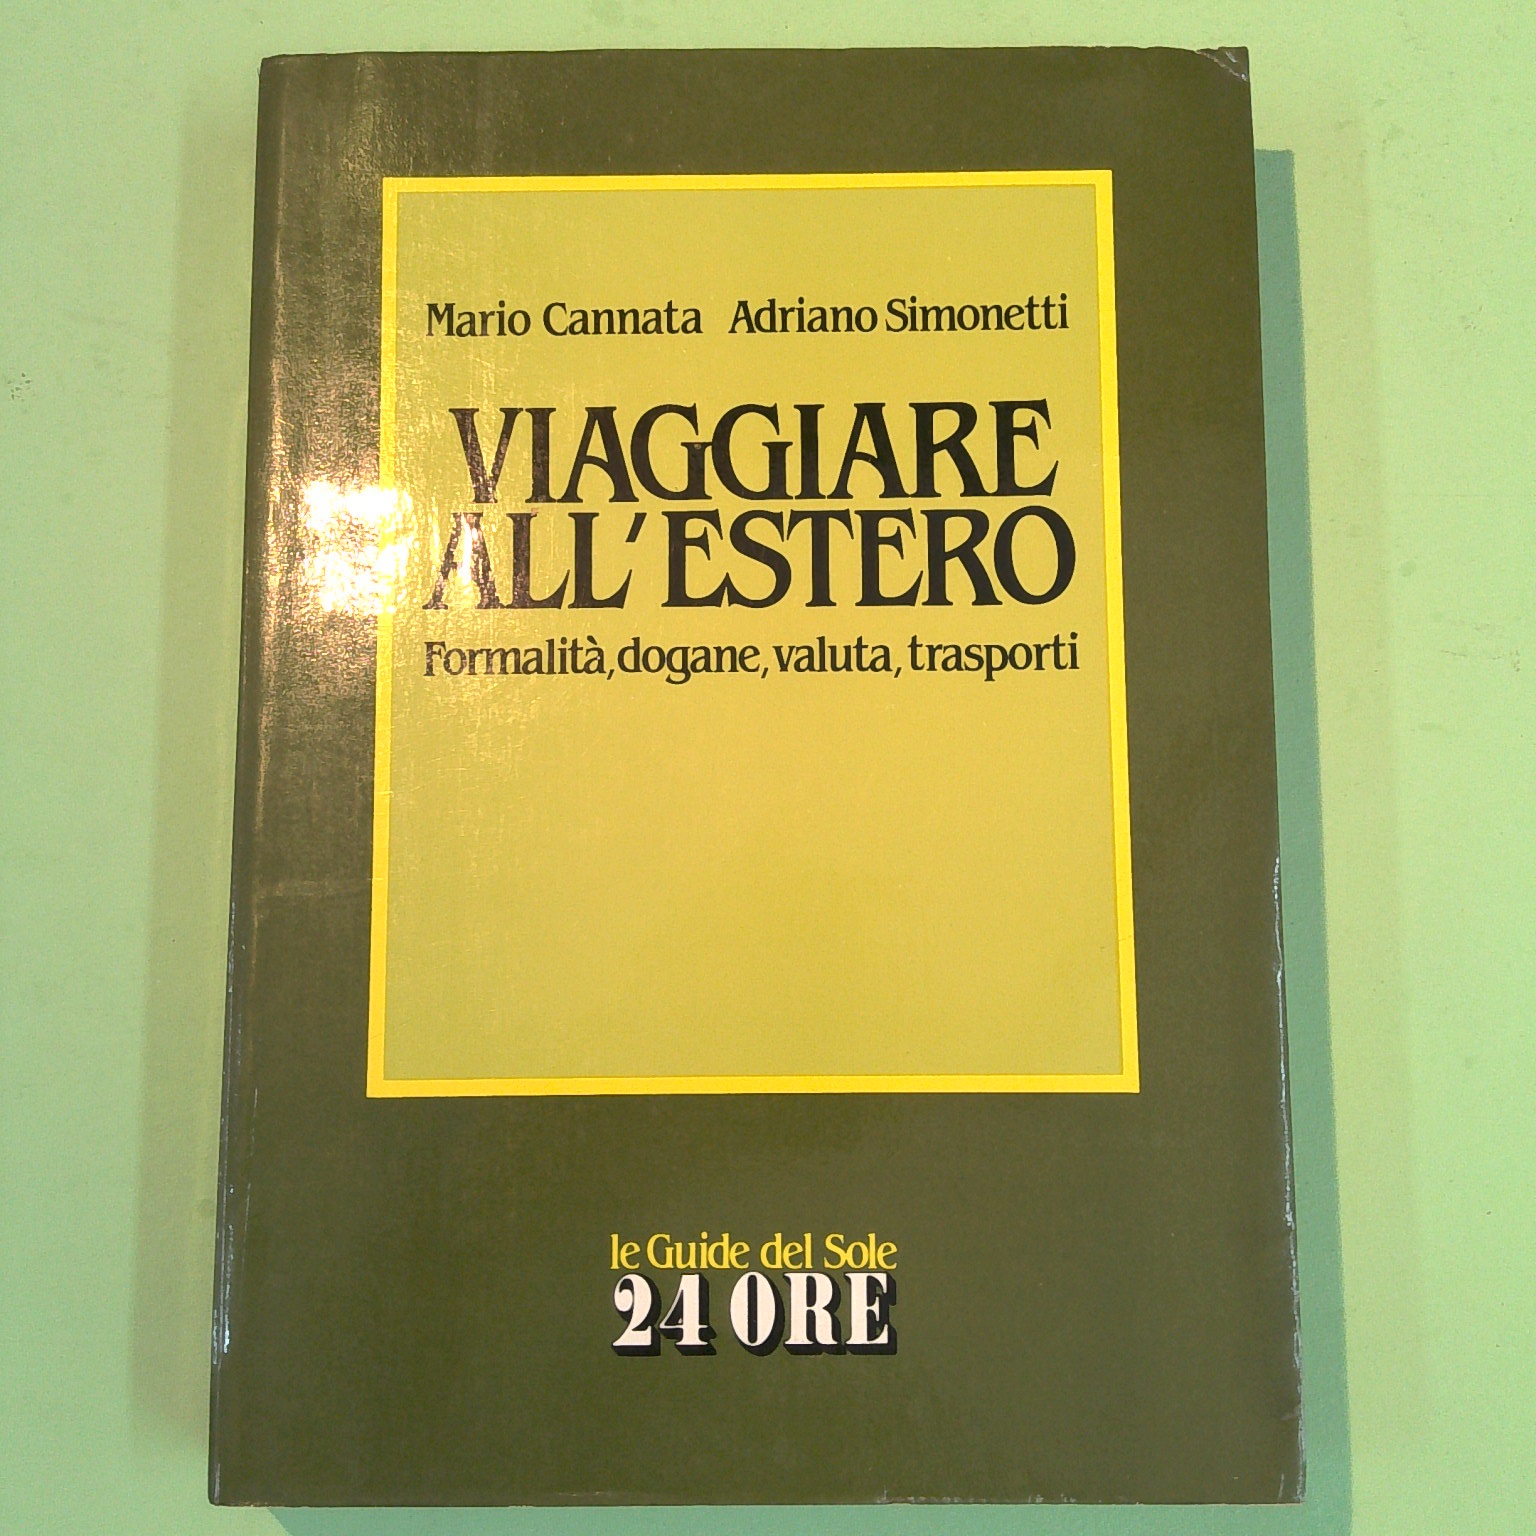 Mario Cannata Adriano Simonetti
VIAGGIARE
ALL'ESTERO
Formalità, dogane, valuta, trasporti
le Guide del Sole
24 ORE